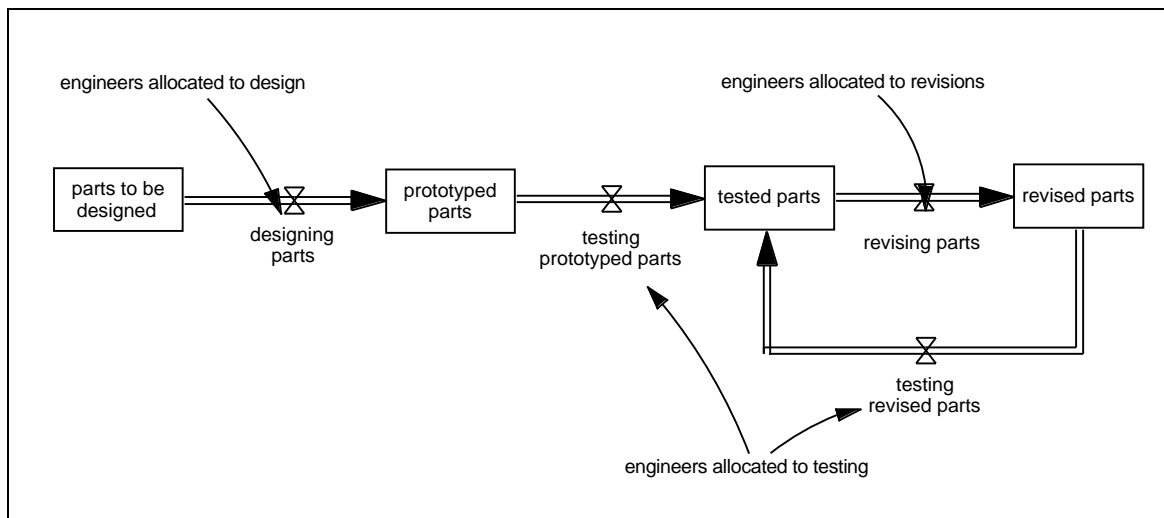 engineers allocated to design
engineers allocated to revisions
parts to be
designed
prototyped
parts
tested parts
revised parts
designing
parts
testing
prototyped parts
revising parts
testing
revised parts
engineers allocated to testing